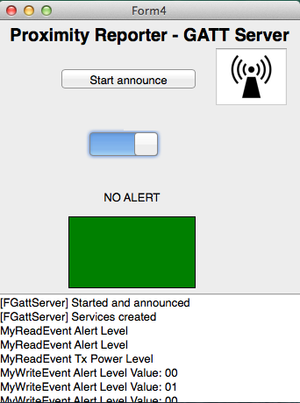 Form4
Proximity Reporter - GATT Server
Start announce
NO ALERT
[FGattServer] Started and announced
[FGattServer] Services created
MyReadEvent Alert Level
MyReadEvent Alert Level
MyReadEvent Tx Power Level
MyWriteEvent Alert Level Value: 00
MyWriteEvent Alert Level Value: 01
MyWriteEvent Alert Level Value: 00